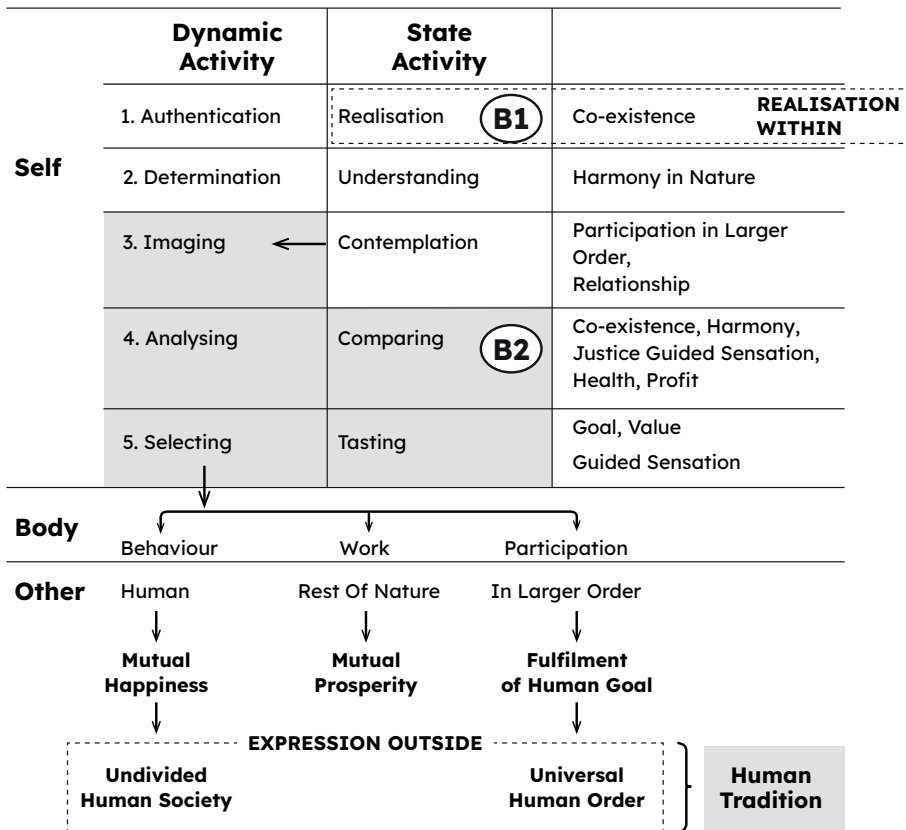 Dynamic Activity
State Activity
Self
1. Authentication
Realisation
B1
Co-existence
REALISATION
WITHIN
2. Determination
Understanding
Harmony in Nature
3. Imaging
Contemplation
Participation in Larger
Order,
Relationship
4. Analysing
Comparing
B2
Co-existence, Harmony,
Justice Guided Sensation,
Health, Profit
5. Selecting
Tasting
Goal, Value
Guided Sensation
Body
Behaviour
Work
Participation
Other
Human
Rest Of Nature
In Larger Order
Mutual
Happiness
Mutual
Prosperity
Fulfilment
of Human Goal
EXPRESSION OUTSIDE
Undivided
Human Society
Universal
Human Order
Human
Tradition